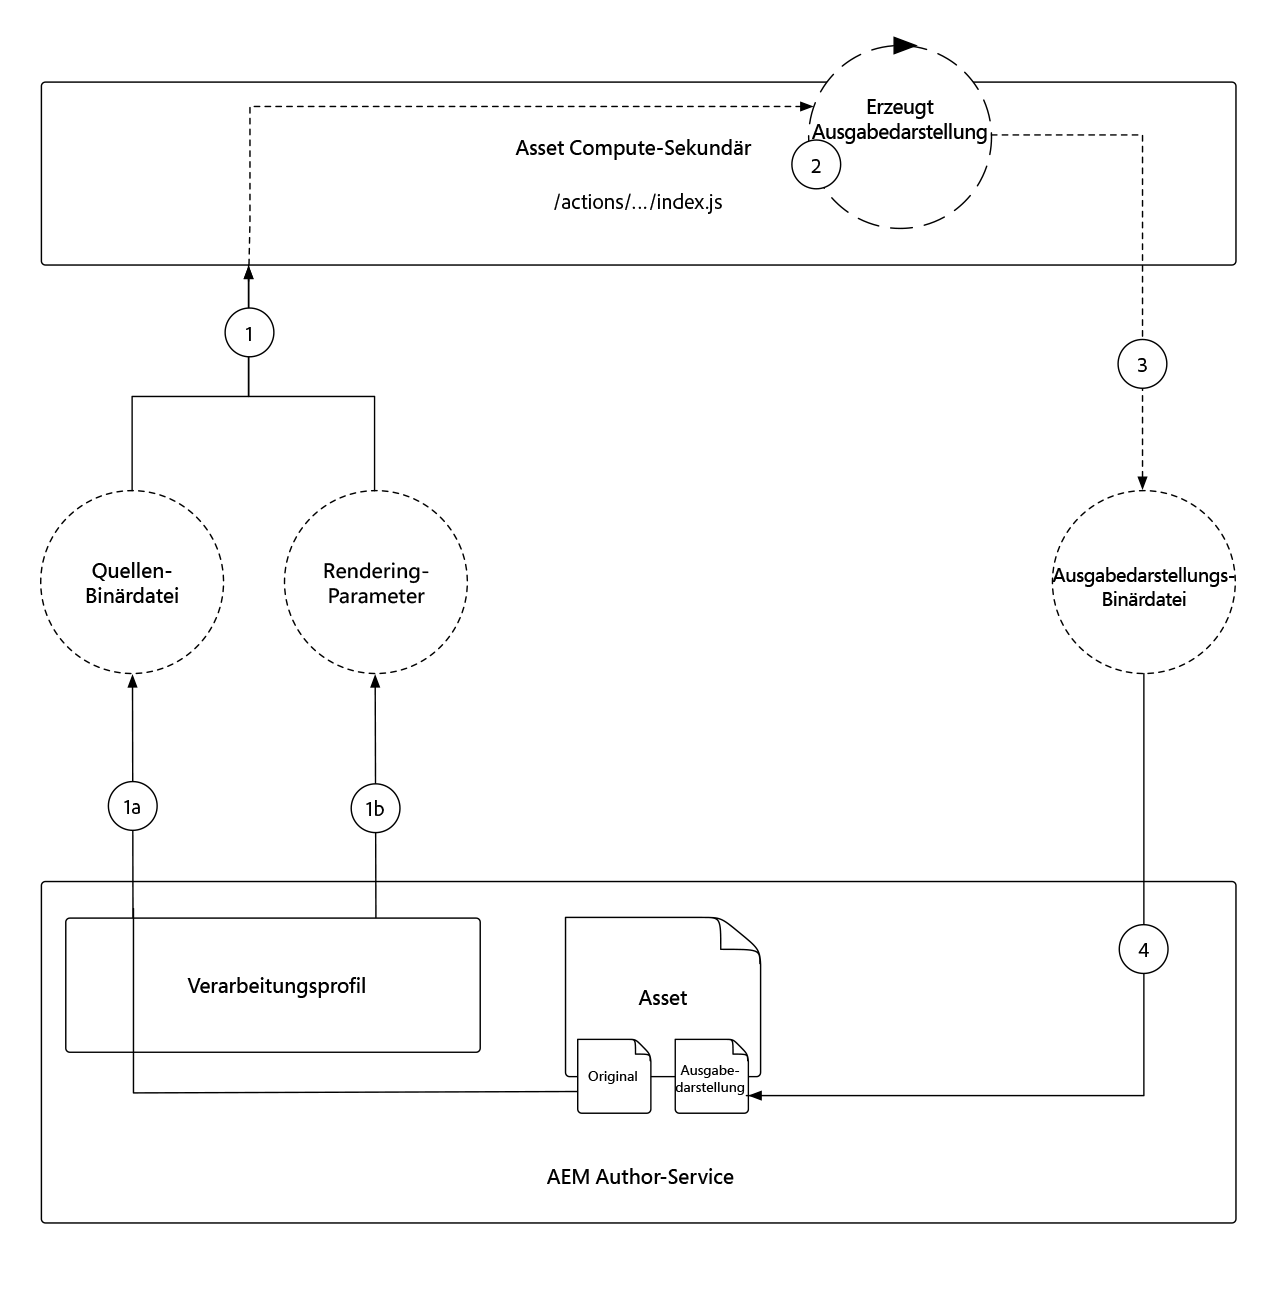 Erzeugt
Ausgabedarstellung
Asset Compute-Sekundär
2
/actions/.../index.js
1
3
Quellen-
Binärdatei
Rendering-
Parameter
Ausgabedarstellungs-
Binärdatei
1a
1b
4
Verarbeitungsprofil
Asset
Original
Ausgabe-
darstellung
AEM Author-Service